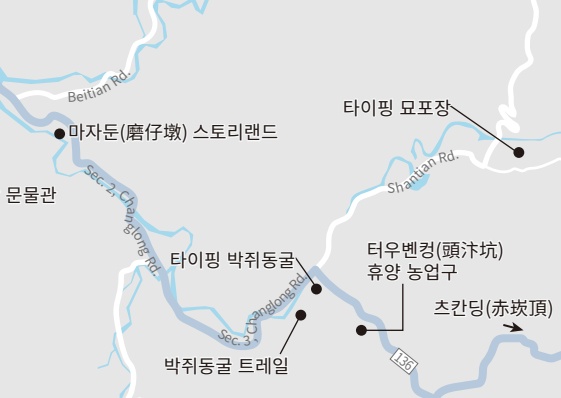 Beitian Rd.
타이핑 묘포장
마자둔(磨仔墩) 스토리랜드
Shantian Rd.
Sec. 2, Changlong Rd.
문물관
터우볜컹(頭汴坑)
휴양 농업구
타이핑 박쥐동굴
츠칸딩(赤崁頂)
Sec. 3, Changlong Rd.
136
박쥐동굴 트레일